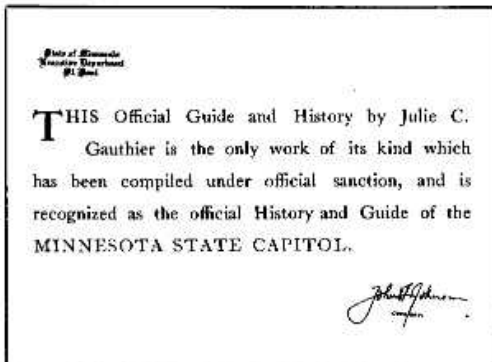 State of Minnesota
Executive Department
St. Paul
THIS Official Guide and History by Julie C.
Gauthier is the only work of its kind which
has been compiled under official sanction, and is
recognized as the official History and Guide of the
MINNESOTA STATE CAPITOL.